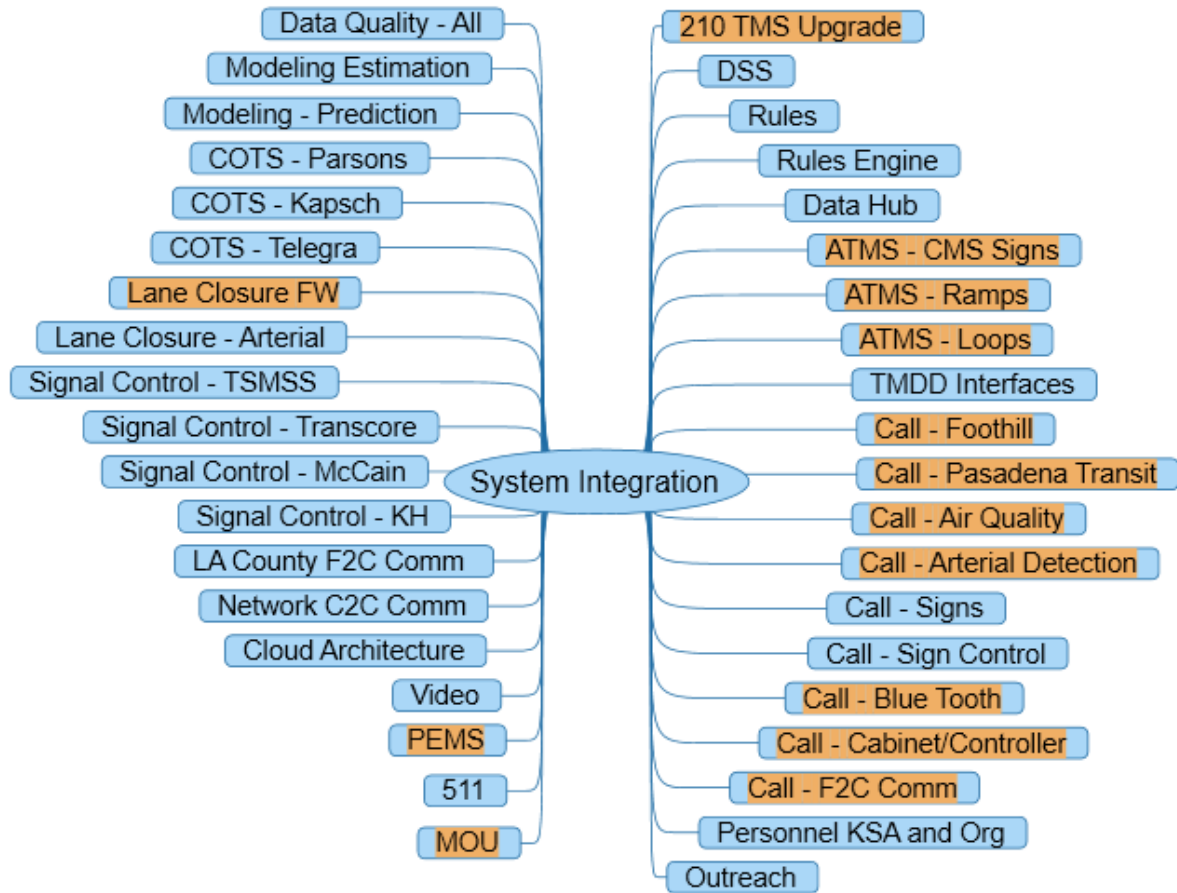 Data Quality - All
Modeling Estimation
Modeling - Prediction
COTS - Parsons
COTS - Kapsch
COTS - Telegra
Lane Closure FW
Lane Closure - Arterial
Signal Control - TSMSS
Signal Control - Transcore
Signal Control - McCain
Signal Control - KH
LA County F2C Comm
Network C2C Comm
Cloud Architecture
Video
PEMS
511
MOU
System Integration
210 TMS Upgrade
DSS
Rules
Rules Engine
Data Hub
ATMS - CMS Signs
ATMS - Ramps
ATMS - Loops
TMDD Interfaces
Call - Foothill
Call - Pasadena Transit
Call - Air Quality
Call - Arterial Detection
Call - Signs
Call - Sign Control
Call - Blue Tooth
Call - Cabinet/Controller
Call - F2C Comm
Personnel KSA and Org
Outreach